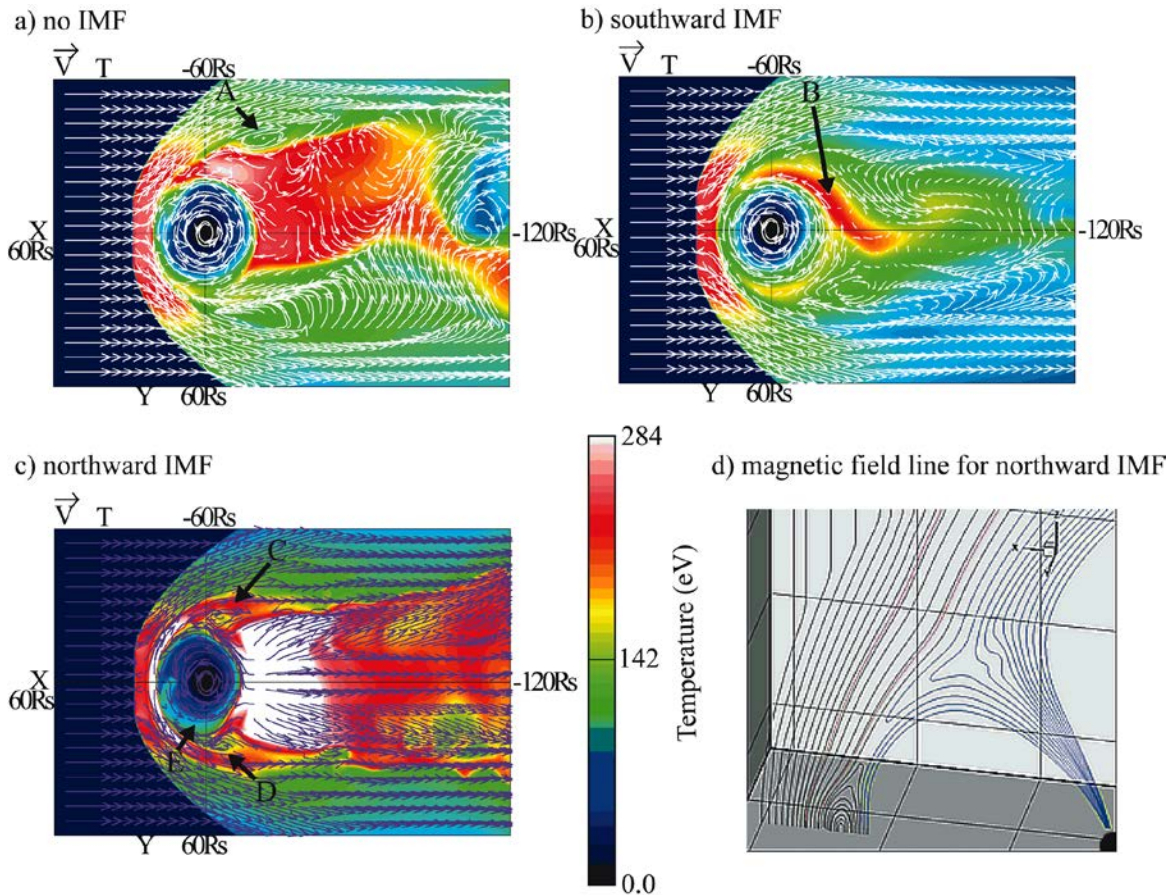 a) no IMF
V T -60Rs
A
X
60Rs
-120Rs
Y 60Rs
b) southward IMF
V T -60Rs
B
X
60Rs
-120Rs
Y 60Rs
c) northward IMF
V T -60Rs
C
X
60Rs
-120Rs
E
D
Y 60Rs
284
142
0.0
Temperature (eV)
d) magnetic field line for northward IMF
x